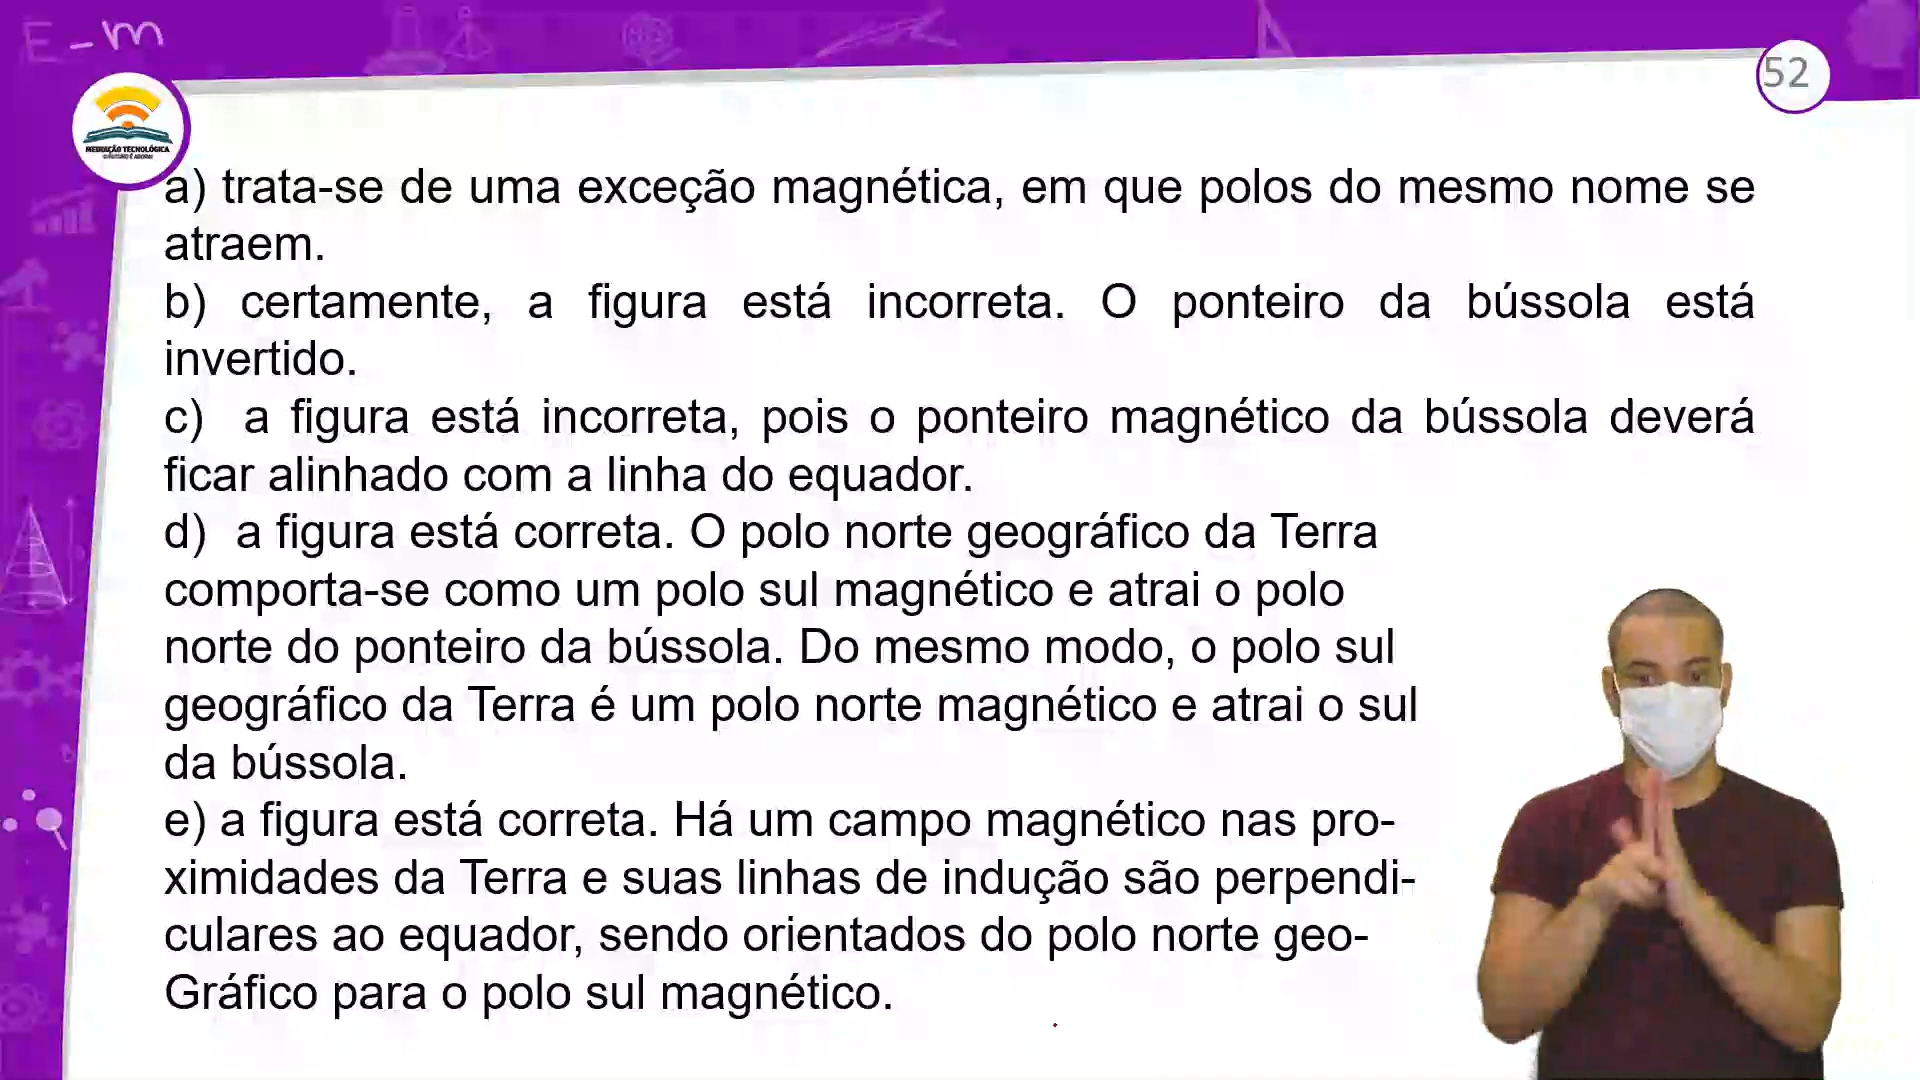 E - m
52
MEDIAÇÃO TECNOLÓGICA
a) trata-se de uma exceção magnética, em que polos do mesmo nome se
atraem.
b) certamente, a figura está incorreta. O ponteiro da bússola está
invertido.
c) a figura está incorreta, pois o ponteiro magnético da bússola deverá
ficar alinhado com a linha do equador.
d) a figura está correta. O polo norte geográfico da Terra
comporta-se como um polo sul magnético e atrai o polo
norte do ponteiro da bússola. Do mesmo modo, o polo sul
geográfico da Terra é um polo norte magnético e atrai o sul
da bússola.
e) a figura está correta. Há um campo magnético nas pro-
ximidades da Terra e suas linhas de indução são perpendi-
culares ao equador, sendo orientados do polo norte geo-
Gráfico para o polo sul magnético.